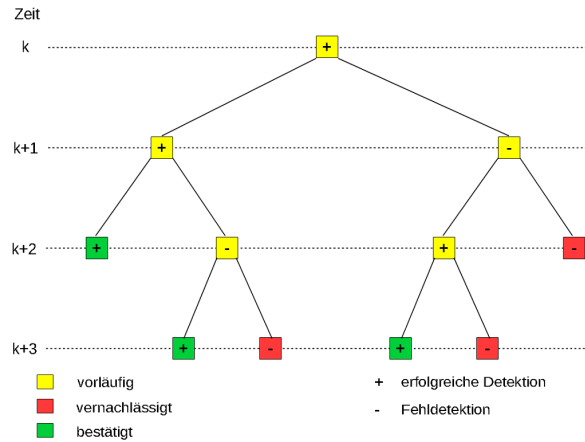 Zeit
k +
k+1 + -
k+2 + - + -
k+3 + - + -
vorläufig + erfolgreiche Detektion
vernachlässigt - Fehldetektion
bestätigt